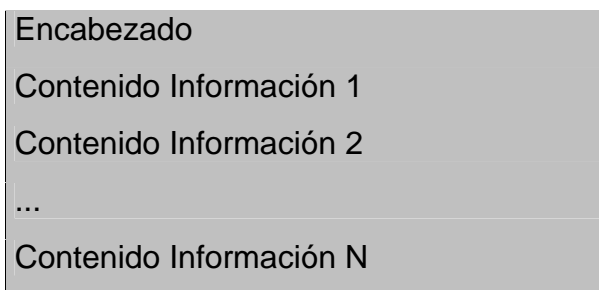 Encabezado
Contenido Información 1
Contenido Información 2
...
Contenido Información N